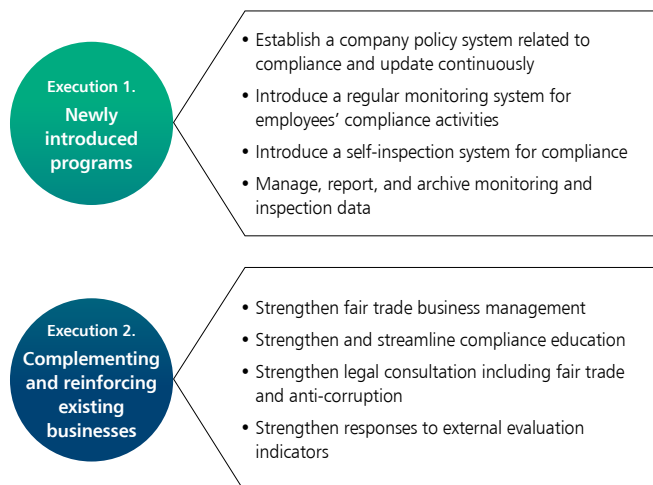 Execution 1.
Newly
introduced
programs
• Establish a company policy system related to
compliance and update continuously
• Introduce a regular monitoring system for
employees’ compliance activities
• Introduce a self-inspection system for compliance
• Manage, report, and archive monitoring and
inspection data
Execution 2.
Complementing
and reinforcing
existing
businesses
• Strengthen fair trade business management
• Strengthen and streamline compliance education
• Strengthen legal consultation including fair trade
and anti-corruption
• Strengthen responses to external evaluation
indicators